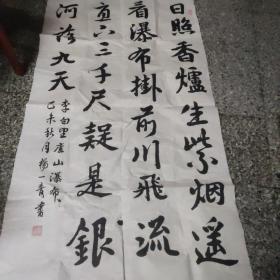 日照香爐生紫烟遥
看瀑布掛前川飛流
直下三千尺疑是銀
河落九天
李白望庐山瀑布
己未秋月楊一青書